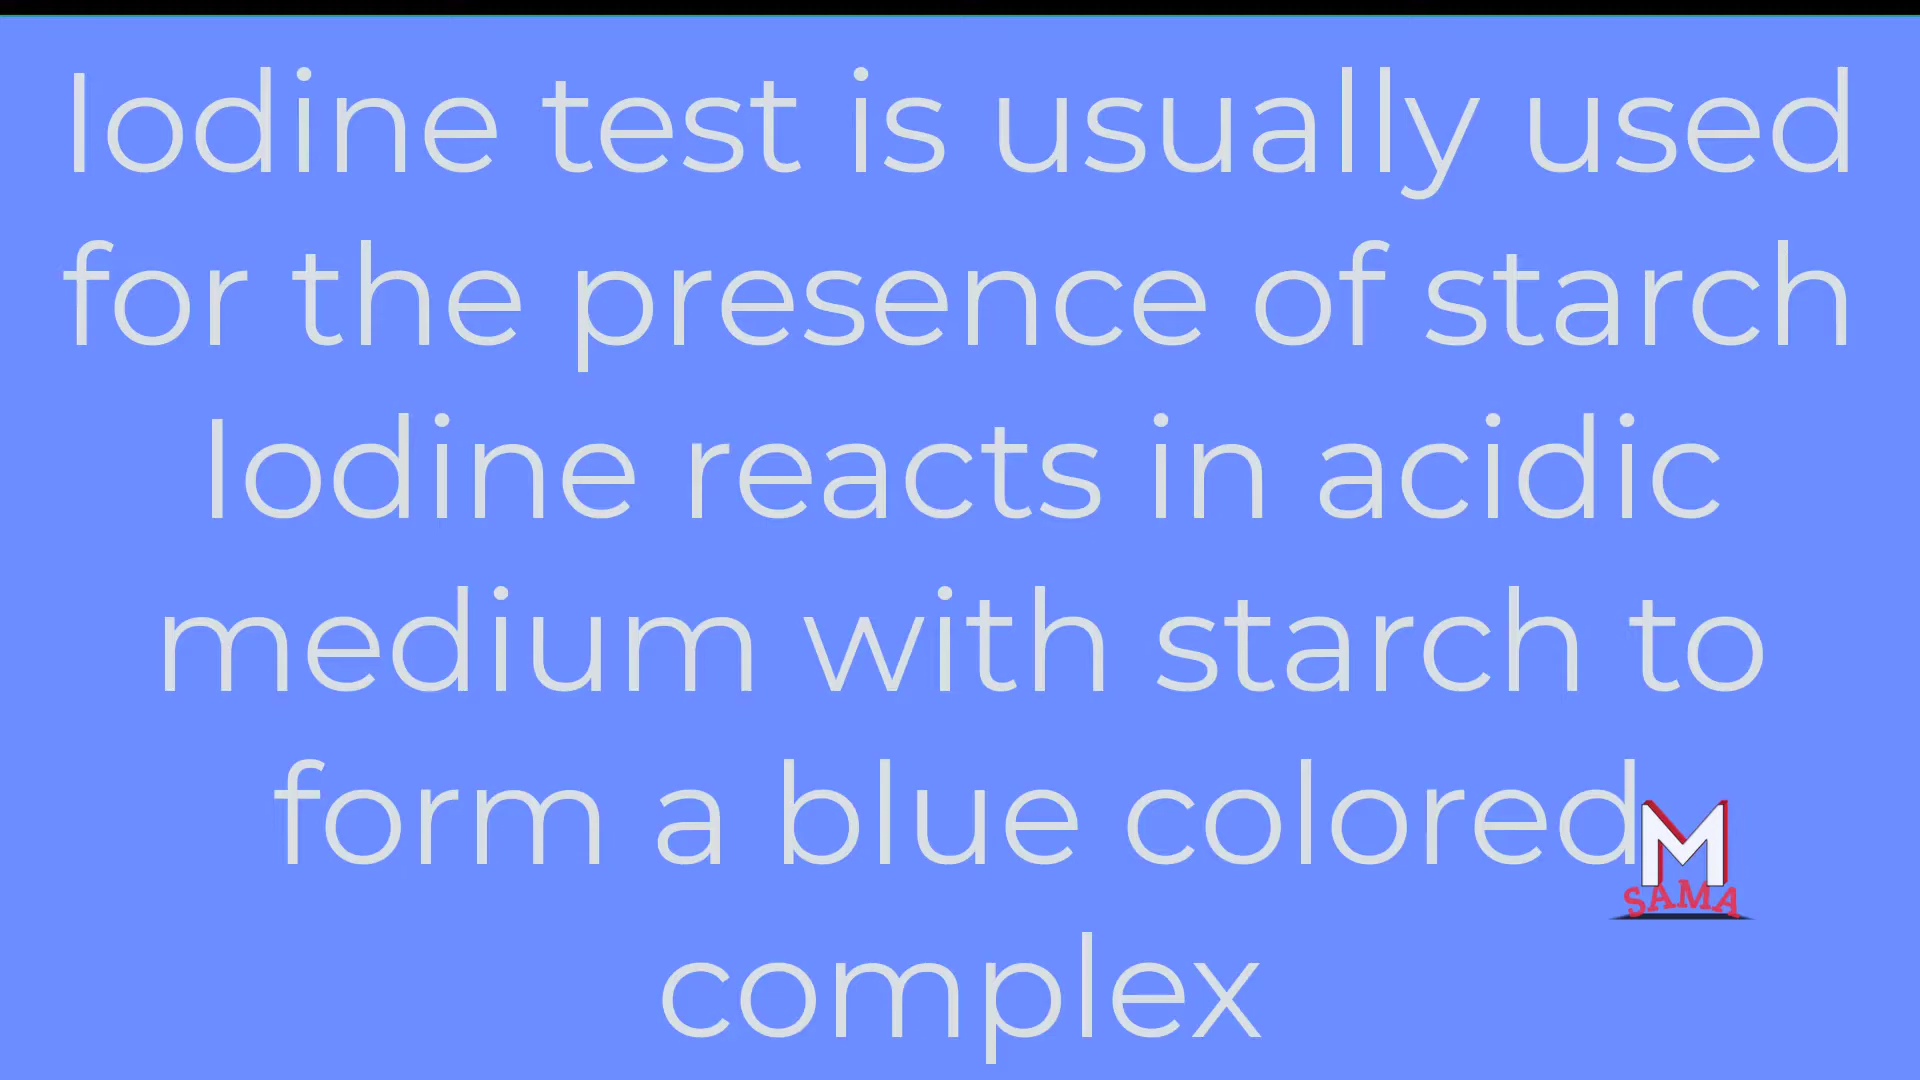 Iodine test is usually used
for the presence of starch
Iodine reacts in acidic
medium with starch to
form a blue colored
M
SAMA
complex